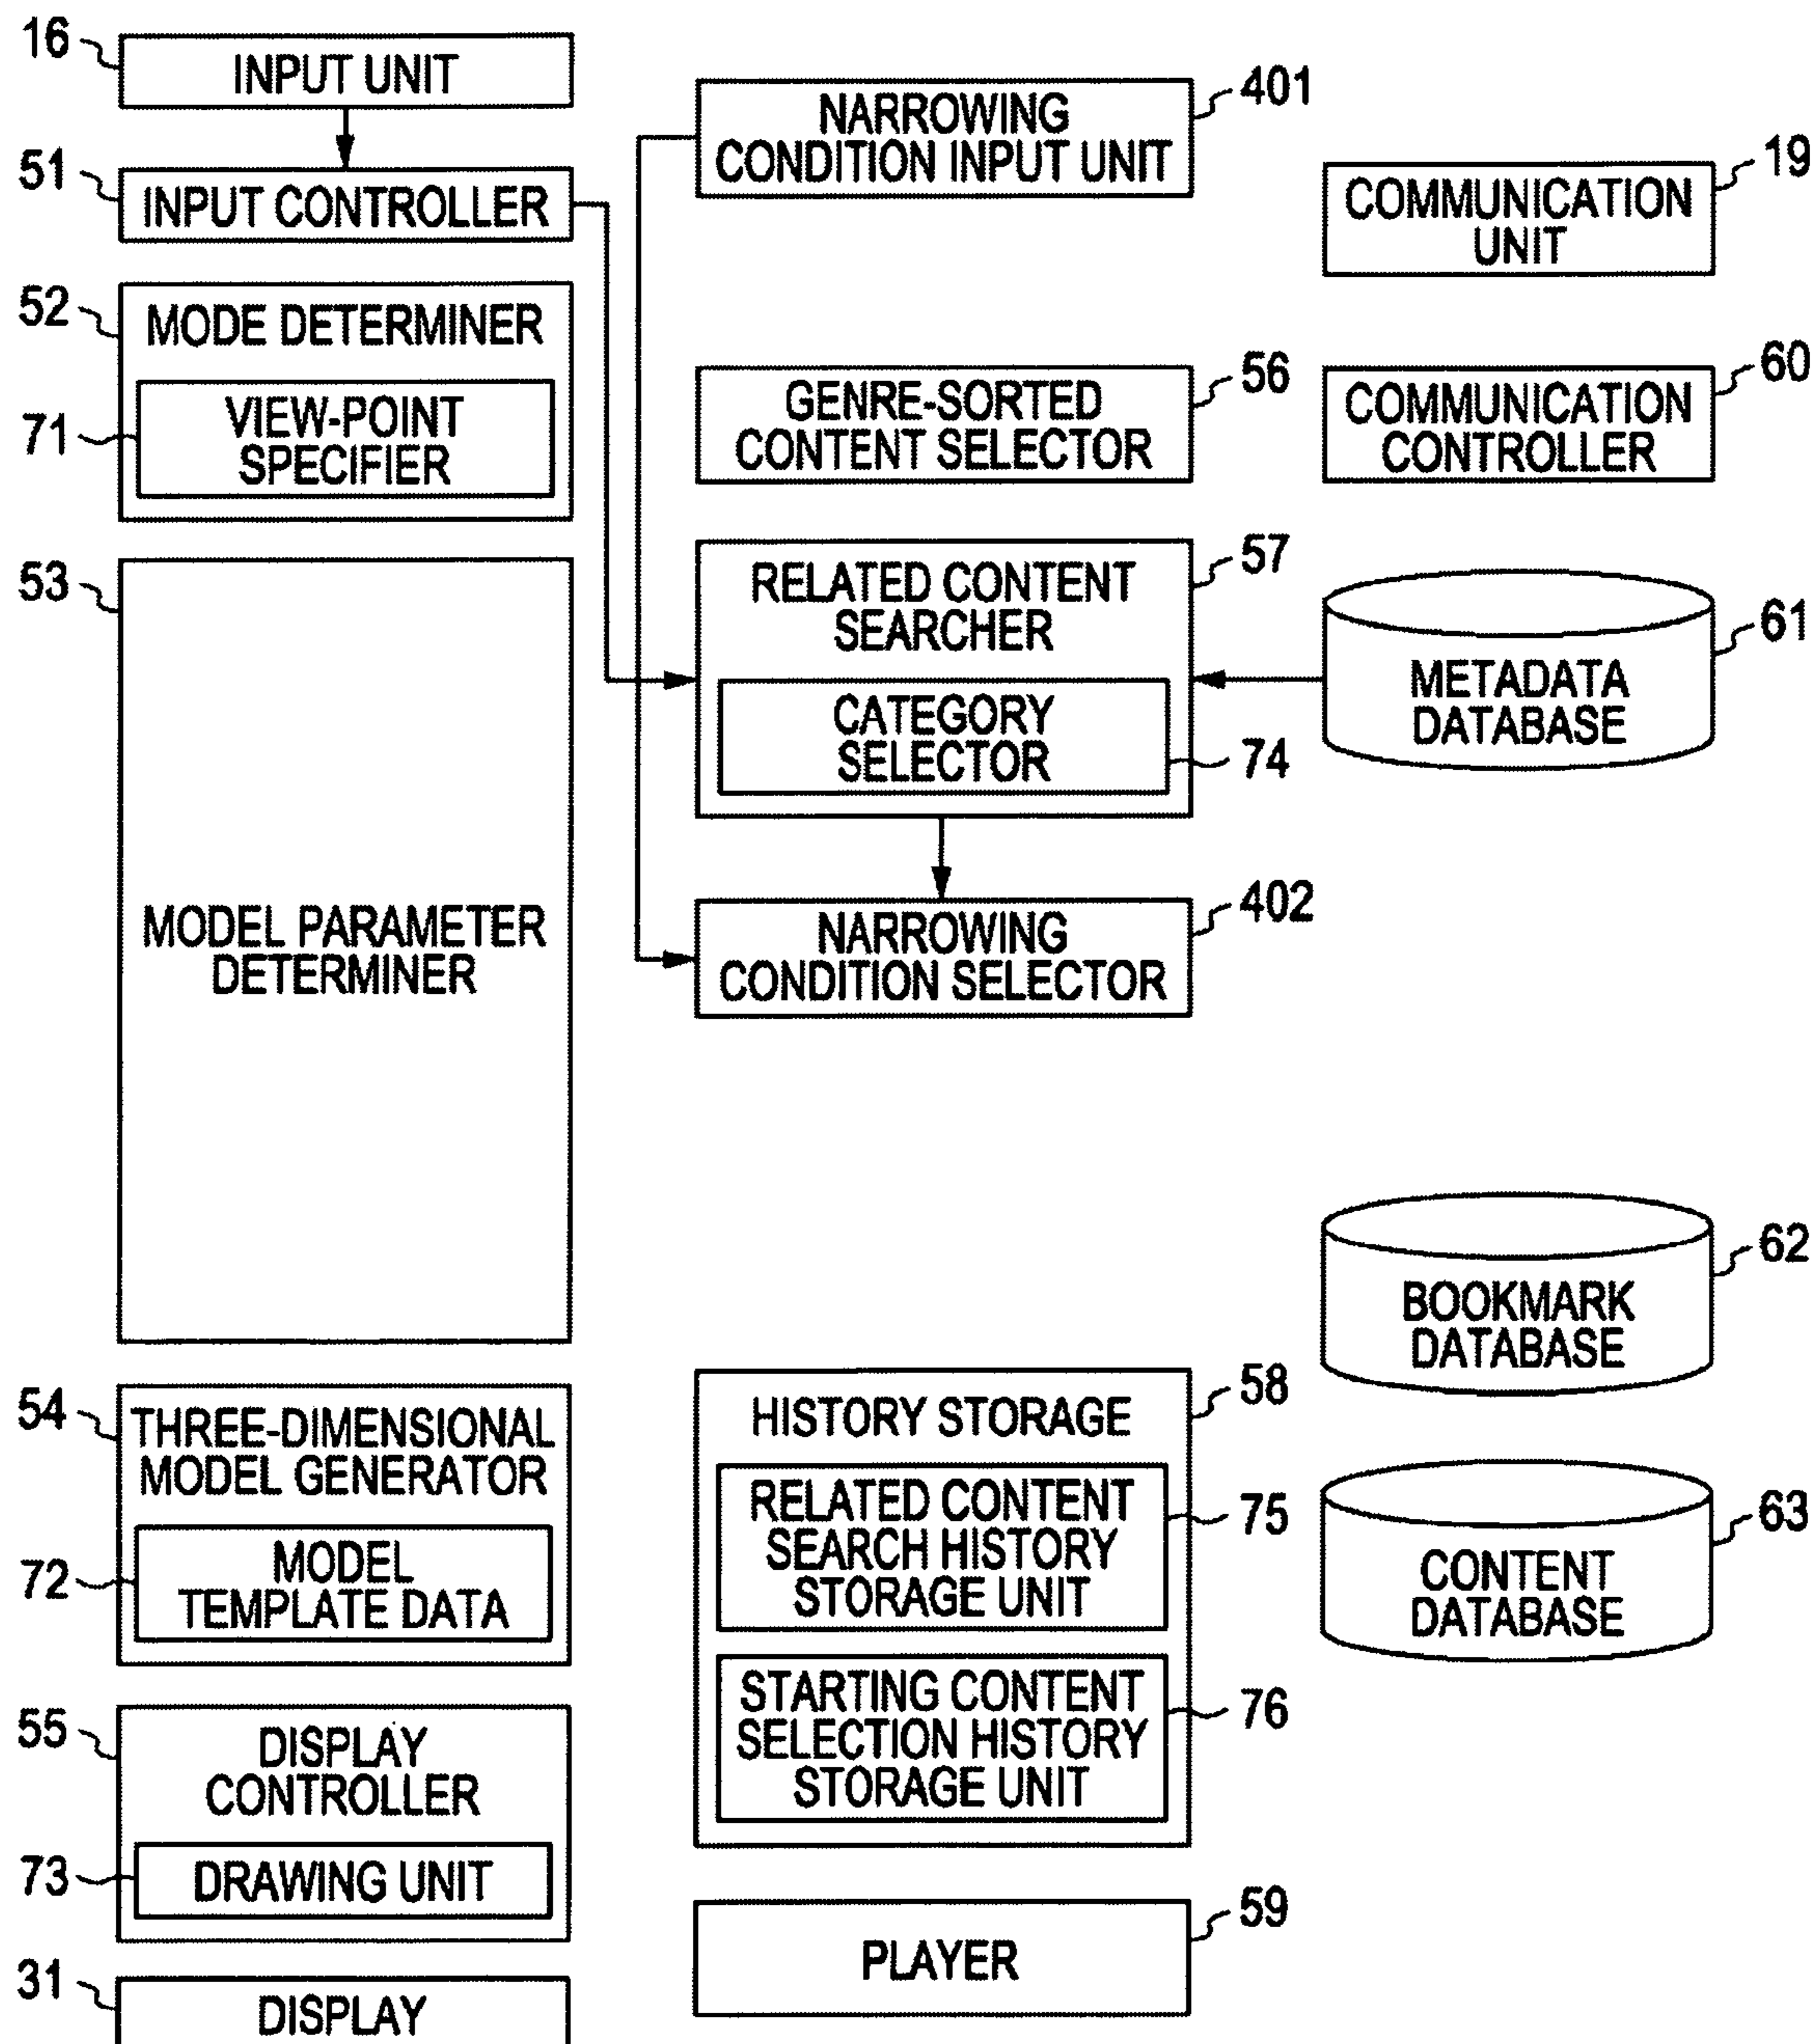 16
INPUT UNIT
51
INPUT CONTROLLER
52
MODE DETERMINER
71
VIEW-POINT
SPECIFIER
53
MODEL PARAMETER
DETERMINER
54
THREE-DIMENSIONAL
MODEL GENERATOR
72
MODEL
TEMPLATE DATA
55
DISPLAY
CONTROLLER
73
DRAWING UNIT
31
DISPLAY
NARROWING
CONDITION INPUT UNIT
401
GENRE-SORTED
CONTENT SELECTOR
56
RELATED CONTENT
SEARCHER
57
CATEGORY
SELECTOR
74
NARROWING
CONDITION SELECTOR
402
HISTORY STORAGE
58
RELATED CONTENT
SEARCH HISTORY
STORAGE UNIT
75
STARTING CONTENT
SELECTION HISTORY
STORAGE UNIT
76
PLAYER
59
COMMUNICATION
UNIT
19
COMMUNICATION
CONTROLLER
60
METADATA
DATABASE
61
BOOKMARK
DATABASE
62
CONTENT
DATABASE
63